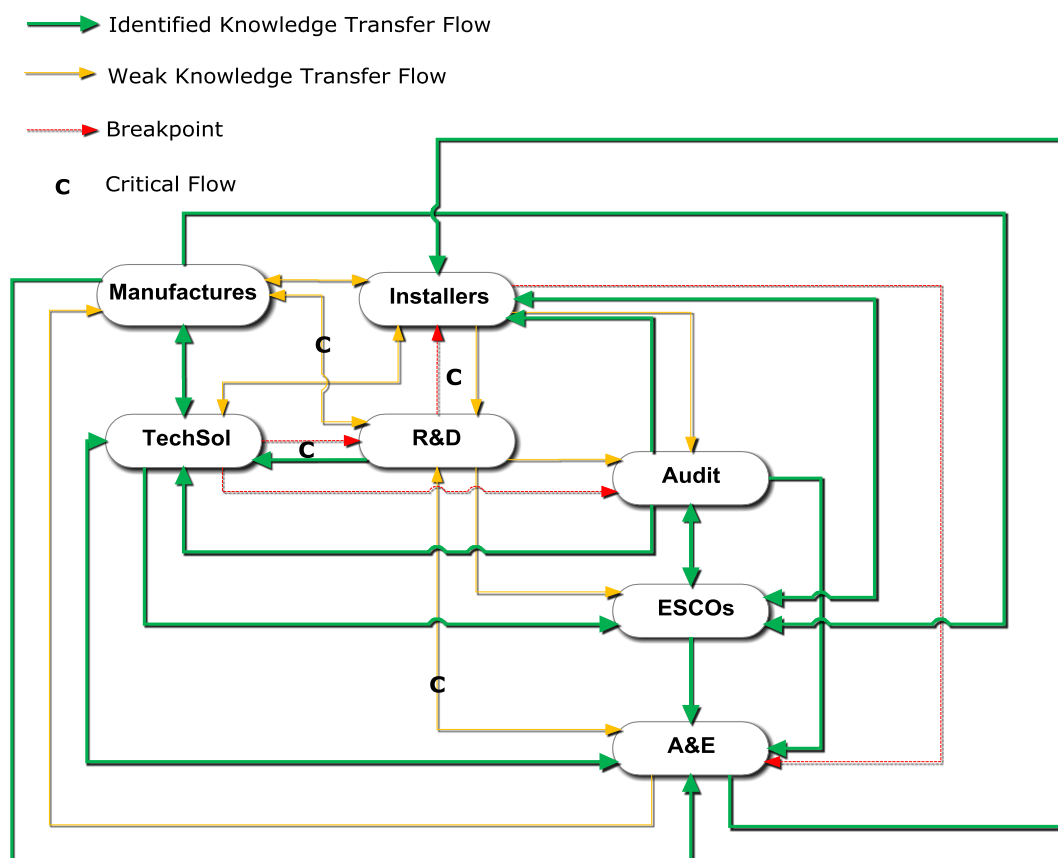 Identified Knowledge Transfer Flow
Weak Knowledge Transfer Flow
Breakpoint
C Critical Flow
Manufactures
Installers
C
C
TechSol
R&D
C
Audit
ESCOs
C
A&E